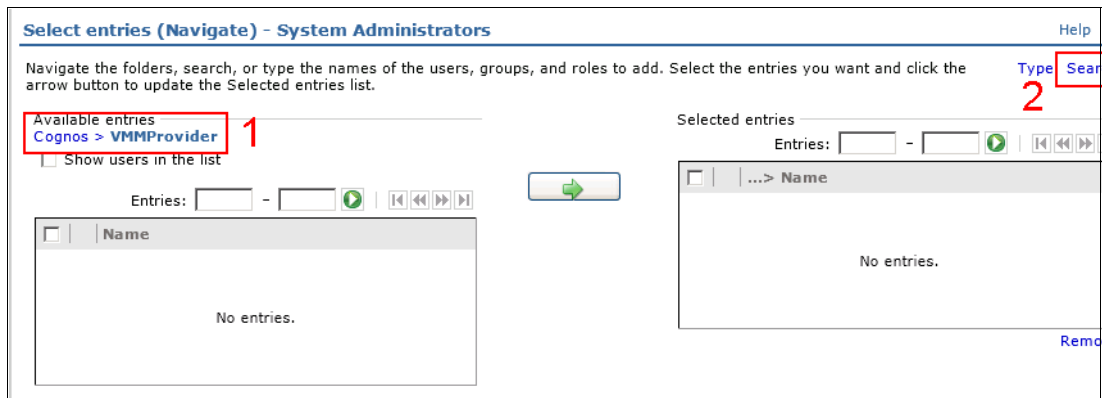 Select entries (Navigate) - System Administrators Help
Navigate the folders, search, or type the names of the users, groups, and roles to add. Select the entries you want and click the Type Sear
arrow button to update the Selected entries list. 2
Available entries Selected entries
Cognos > VMMProvider 1
Entries: -
Show users in the list
...> Name
Entries: -
Name
No entries.
No entries.
Remo